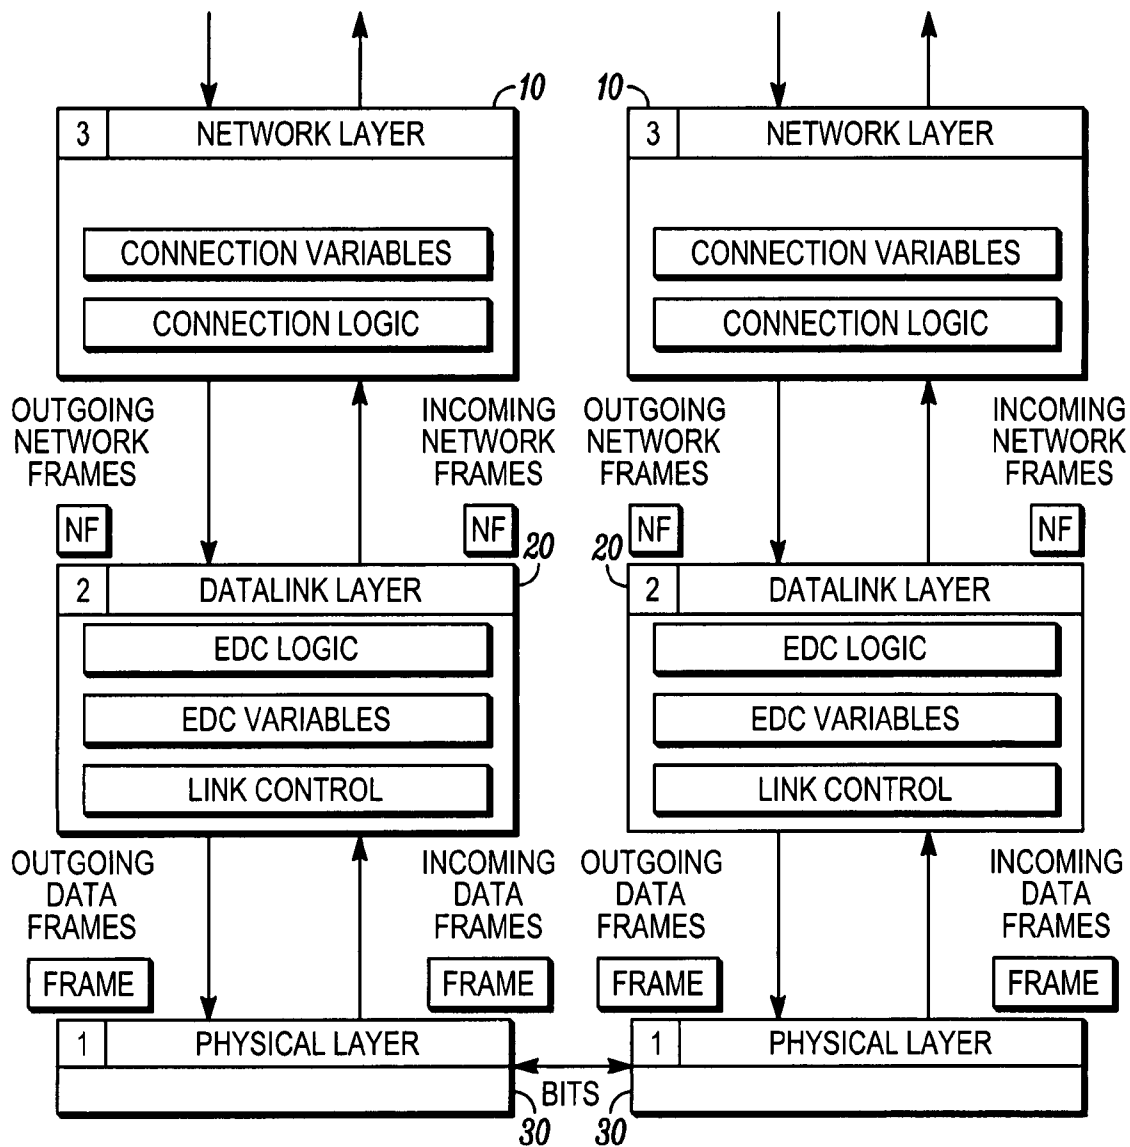 10 10
3 NETWORK LAYER 3 NETWORK LAYER
CONNECTION VARIABLES CONNECTION VARIABLES
CONNECTION LOGIC CONNECTION LOGIC
OUTGOING INCOMING OUTGOING INCOMING
NETWORK NETWORK NETWORK NETWORK
FRAMES FRAMES FRAMES FRAMES
NF NF NF NF
20 20
2 DATALINK LAYER 2 DATALINK LAYER
EDC LOGIC EDC LOGIC
EDC VARIABLES EDC VARIABLES
LINK CONTROL LINK CONTROL
OUTGOING INCOMING OUTGOING INCOMING
DATA DATA DATA DATA
FRAMES FRAMES FRAMES FRAMES
FRAME FRAME FRAME FRAME
1 PHYSICAL LAYER 1 PHYSICAL LAYER
BITS
30 30